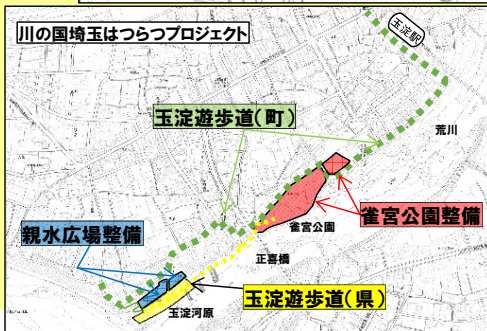 川の国埼玉はつらつプロジェクト
玉淀駅
玉淀遊歩道(町)
荒川
雀宮公園
雀宮公園整備
親水広場整備
正喜橋
玉淀遊歩道(県)
玉淀河原